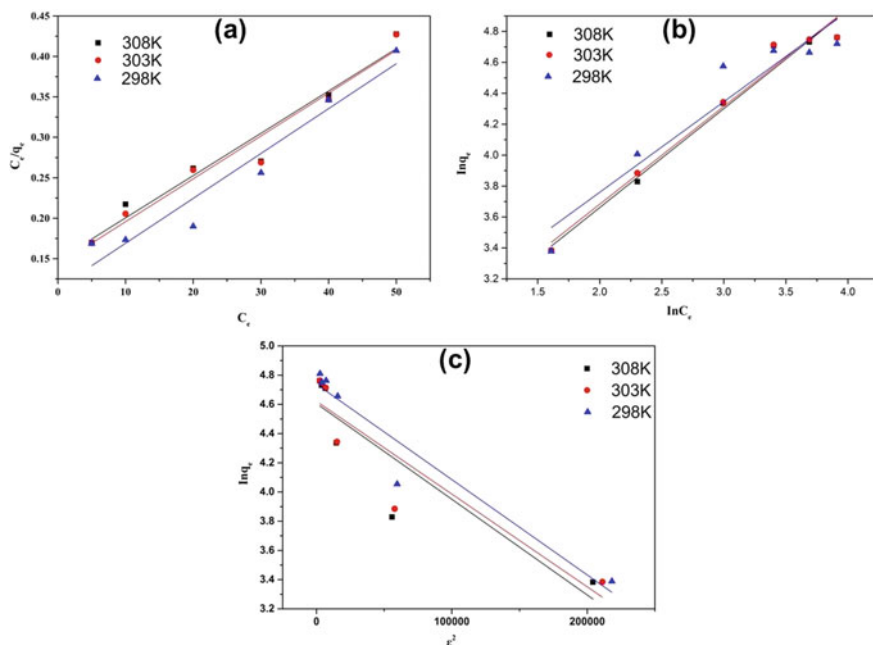 (a)
308K
303K
298K
0.45
0.40
0.35
0.30
0.25
0.20
0.15
0
10
20
30
40
50
Ce/qe
Ce
(b)
308K
303K
298K
4.8
4.6
4.4
4.2
4.0
3.8
3.6
3.4
3.2
1.5
2.0
2.5
3.0
3.5
4.0
lnqe
lnCe
(c)
308K
303K
298K
5.0
4.8
4.6
4.4
4.2
4.0
3.8
3.6
3.4
3.2
0
100000
200000
lnqe
ε²